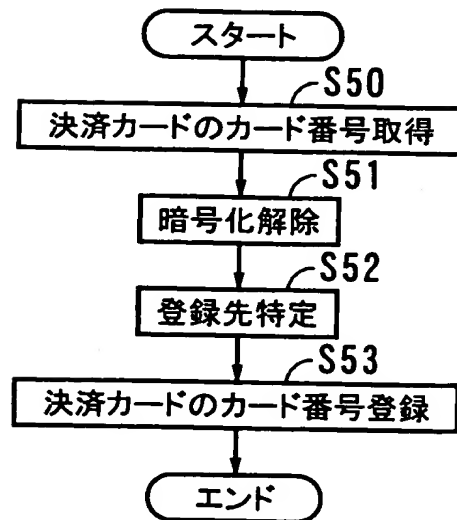 スタート
S50
決済カードのカード番号取得
S51
暗号化解除
S52
登録先特定
S53
決済カードのカード番号登録
エンド